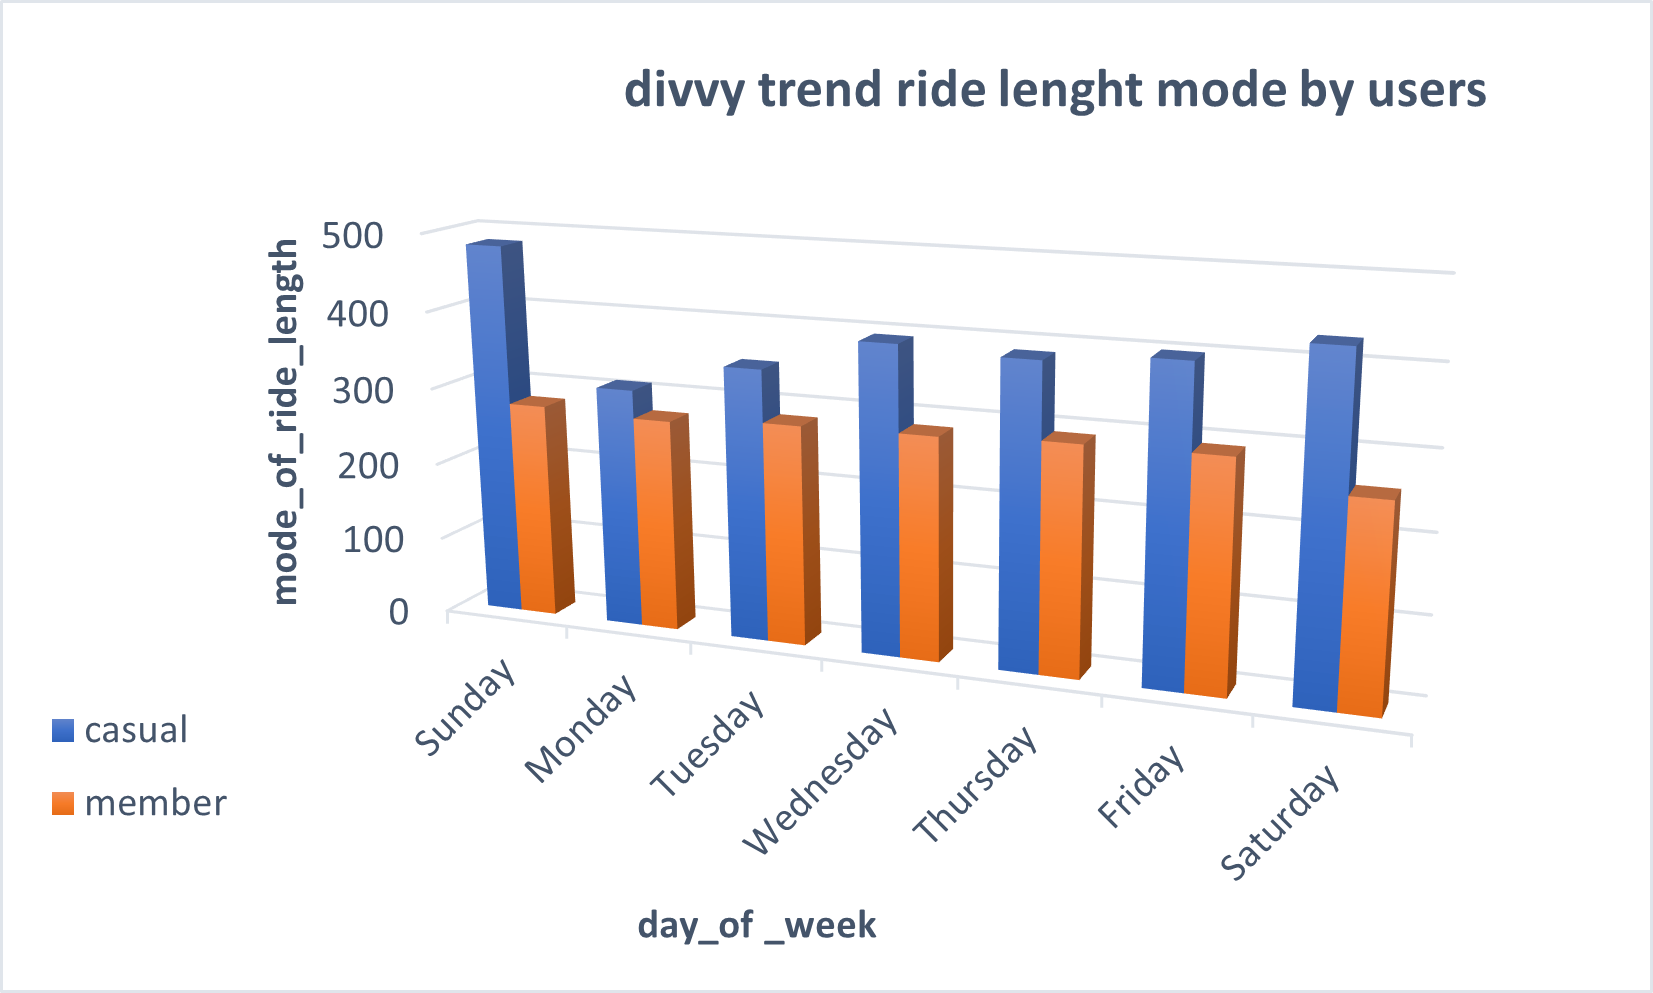 divvy trend ride lenght mode by users
mode_of_ride_length
500
400
300
200
100
0
Sunday
Monday
Tuesday
Wednesday
Thursday
Friday
Saturday
casual
member
day_of _week